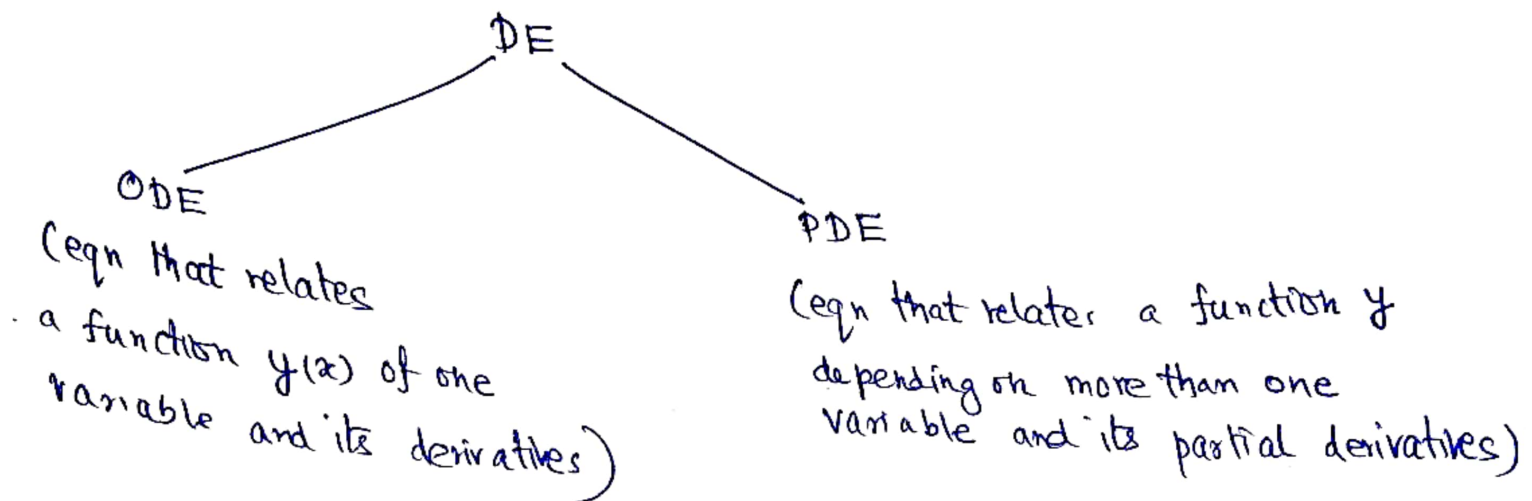 DE
ODE
(eqn that relates
a function y(x) of one
variable and its derivatives)
PDE
(eqn that relates a function y
depending on more than one
variable and its partial derivatives)